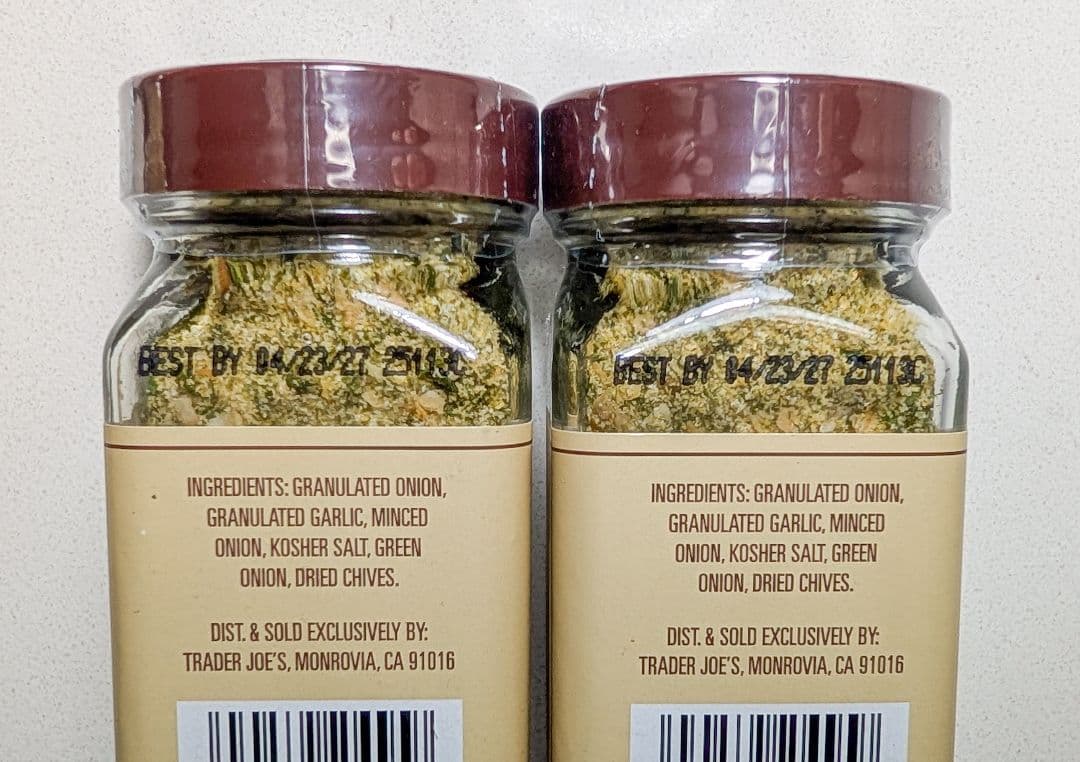 BEST BY 04/23/27 25113C
INGREDIENTS: GRANULATED ONION,
GRANULATED GARLIC, MINCED
ONION, KOSHER SALT, GREEN
ONION, DRIED CHIVES.
DIST. & SOLD EXCLUSIVELY BY:
TRADER JOE'S, MONROVIA, CA 91016
BEST BY 04/23/27 25113C
INGREDIENTS: GRANULATED ONION,
GRANULATED GARLIC, MINCED
ONION, KOSHER SALT, GREEN
ONION, DRIED CHIVES.
DIST. & SOLD EXCLUSIVELY BY:
TRADER JOE'S, MONROVIA, CA 91016